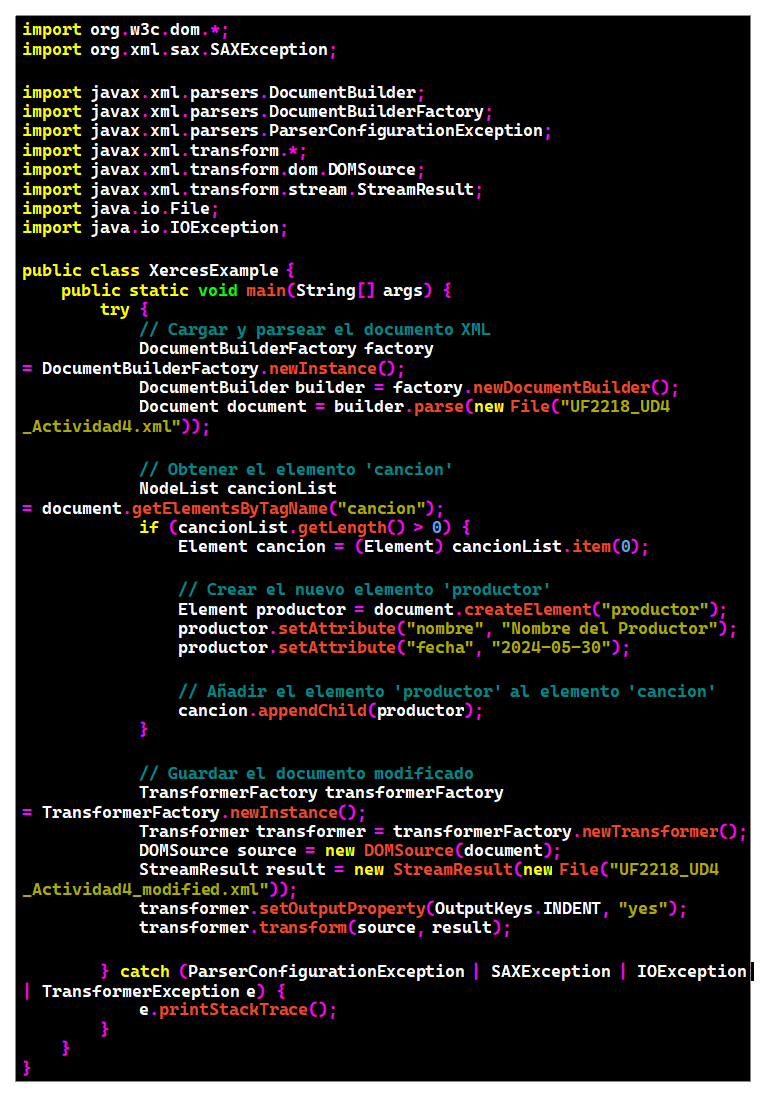 import org.w3c.dom.*;
import org.xml.sax.SAXException;

import javax.xml.parsers.DocumentBuilder;
import javax.xml.parsers.DocumentBuilderFactory;
import javax.xml.parsers.ParserConfigurationException;
import javax.xml.transform.*;
import javax.xml.transform.dom.DOMSource;
import javax.xml.transform.stream.StreamResult;
import java.io.File;
import java.io.IOException;

public class XercesExample {
    public static void main(String[] args) {
        try {
            // Cargar y parsear el documento XML
            DocumentBuilderFactory factory
= DocumentBuilderFactory.newInstance();
            DocumentBuilder builder = factory.newDocumentBuilder();
            Document document = builder.parse(new File("UF2218_UD4
_Actividad4.xml"));

            // Obtener el elemento 'cancion'
            NodeList cancionList
= document.getElementsByTagName("cancion");
            if (cancionList.getLength() > 0) {
                Element cancion = (Element) cancionList.item(0);

                // Crear el nuevo elemento 'productor'
                Element productor = document.createElement("productor");
                productor.setAttribute("nombre", "Nombre del Productor");
                productor.setAttribute("fecha", "2024-05-30");

                // Añadir el elemento 'productor' al elemento 'cancion'
                cancion.appendChild(productor);
            }

            // Guardar el documento modificado
            TransformerFactory transformerFactory
= TransformerFactory.newInstance();
            Transformer transformer = transformerFactory.newTransformer();
            DOMSource source = new DOMSource(document);
            StreamResult result = new StreamResult(new File("UF2218_UD4
_Actividad4_modified.xml"));
            transformer.setOutputProperty(OutputKeys.INDENT, "yes");
            transformer.transform(source, result);

        } catch (ParserConfigurationException | SAXException | IOException
| TransformerException e) {
            e.printStackTrace();
        }
    }
}